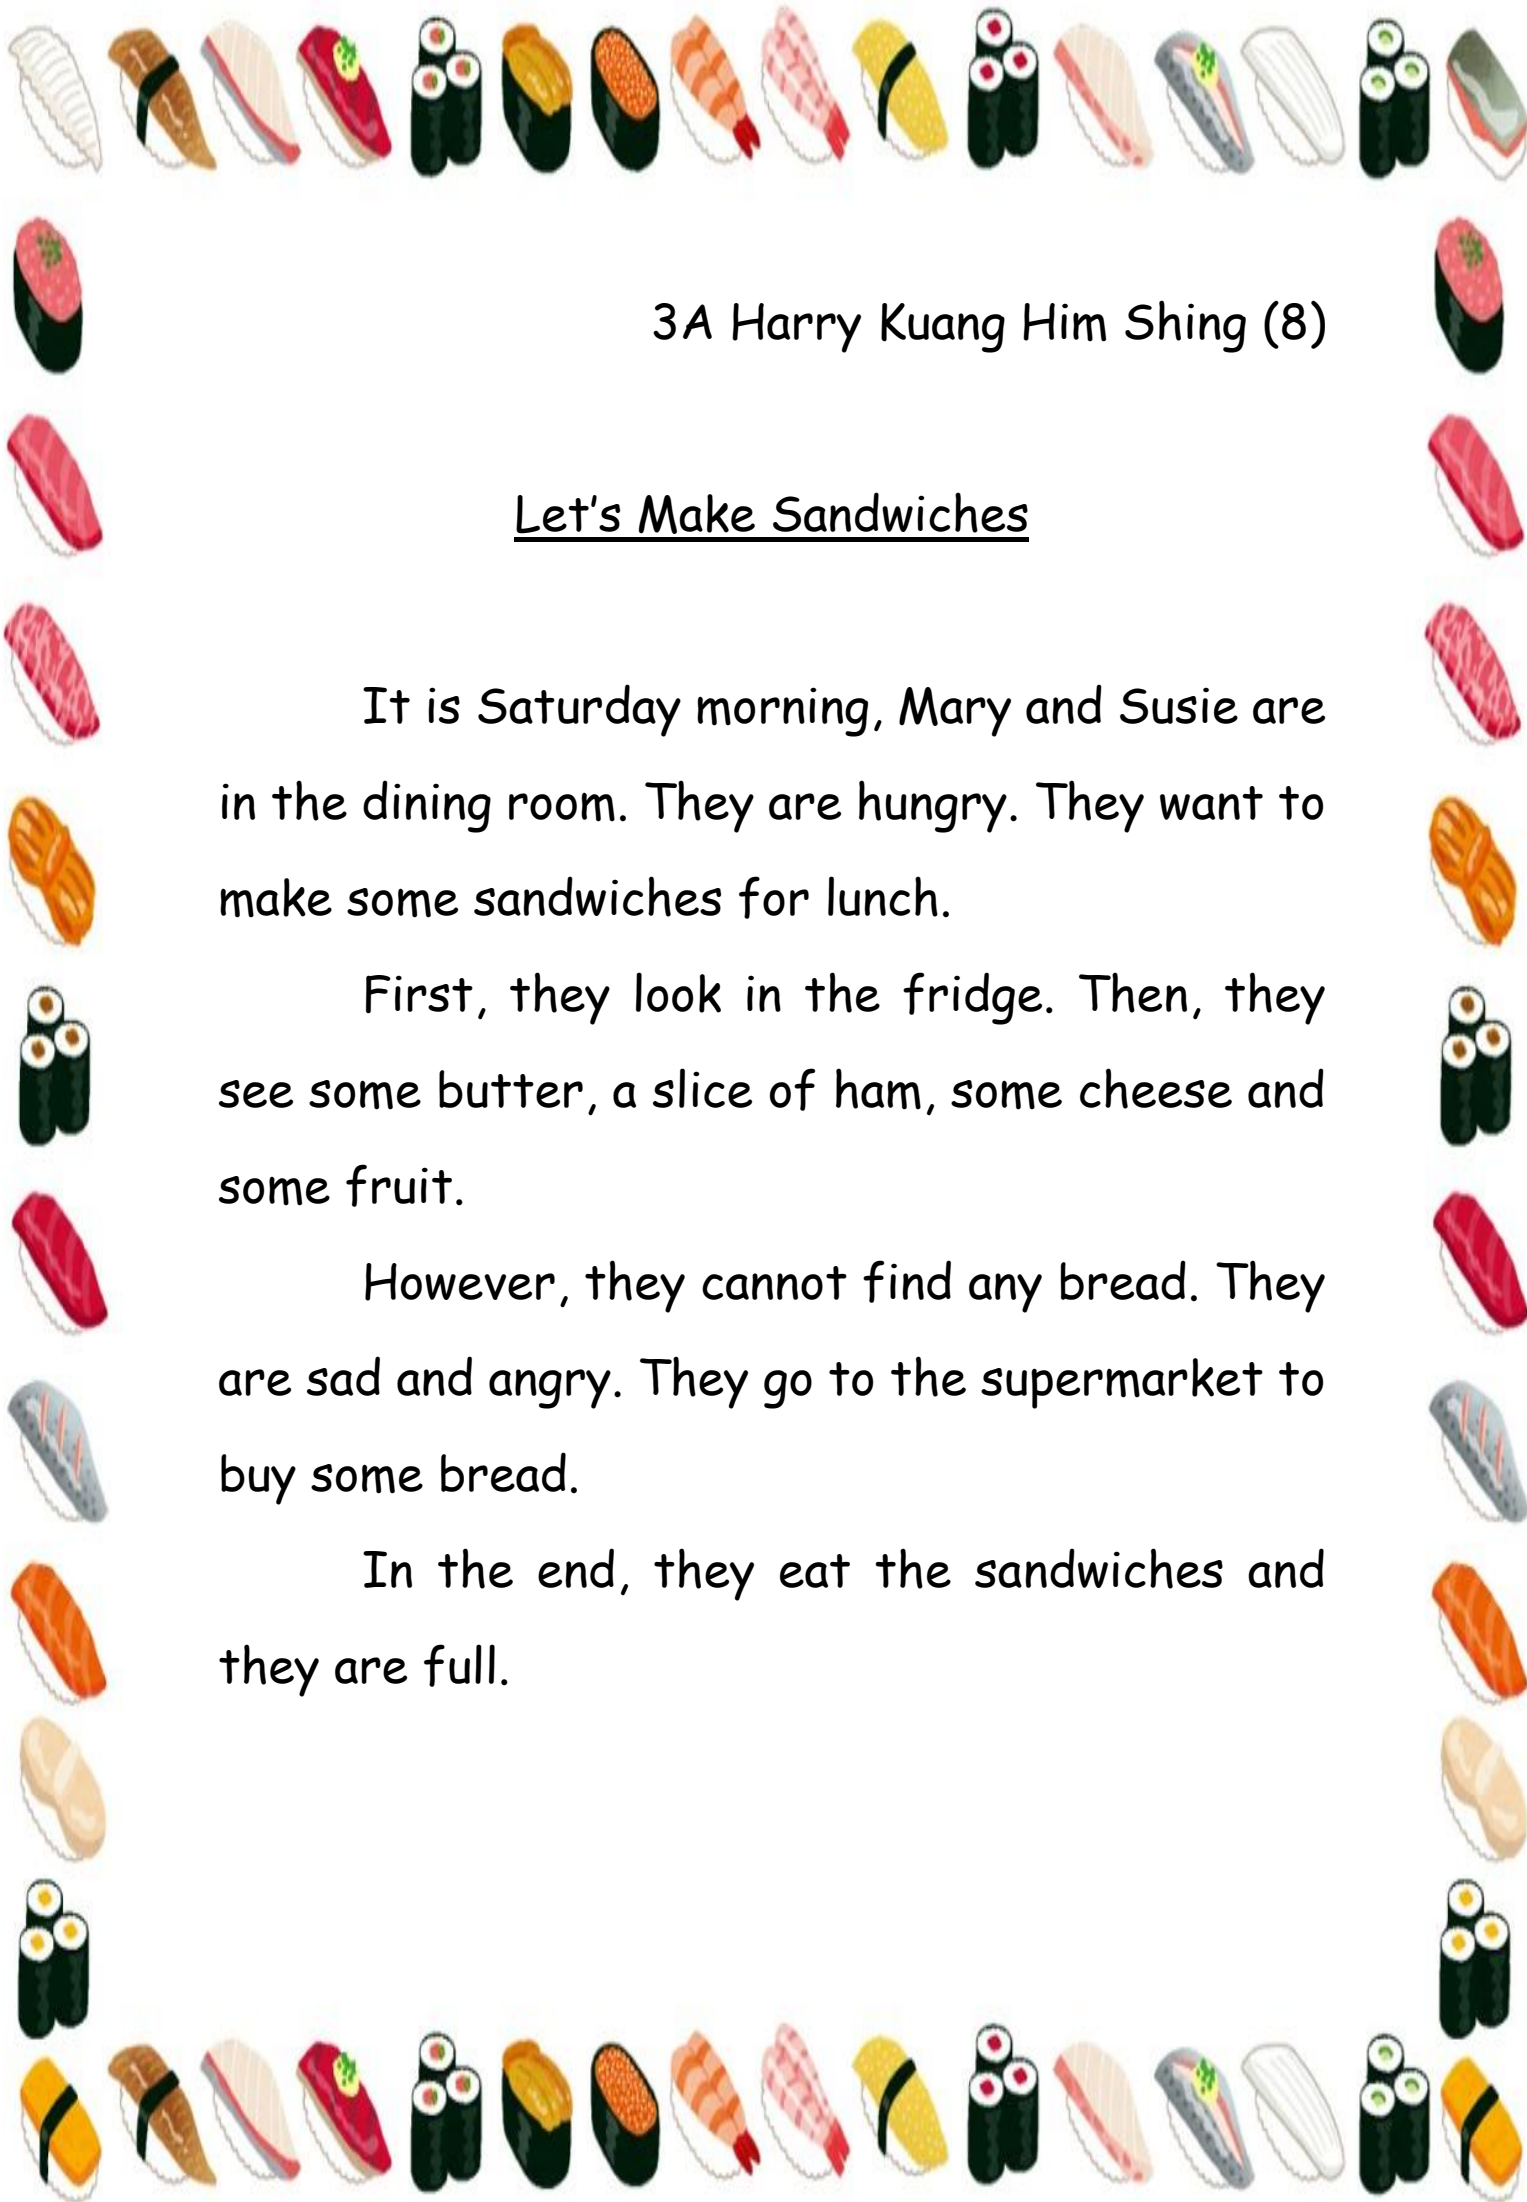 3A Harry Kuang Him Shing (8)
Let’s Make Sandwiches
It is Saturday morning, Mary and Susie are
in the dining room. They are hungry. They want to
make some sandwiches for lunch.
First, they look in the fridge. Then, they
see some butter, a slice of ham, some cheese and
some fruit.
However, they cannot find any bread. They
are sad and angry. They go to the supermarket to
buy some bread.
In the end, they eat the sandwiches and
they are full.